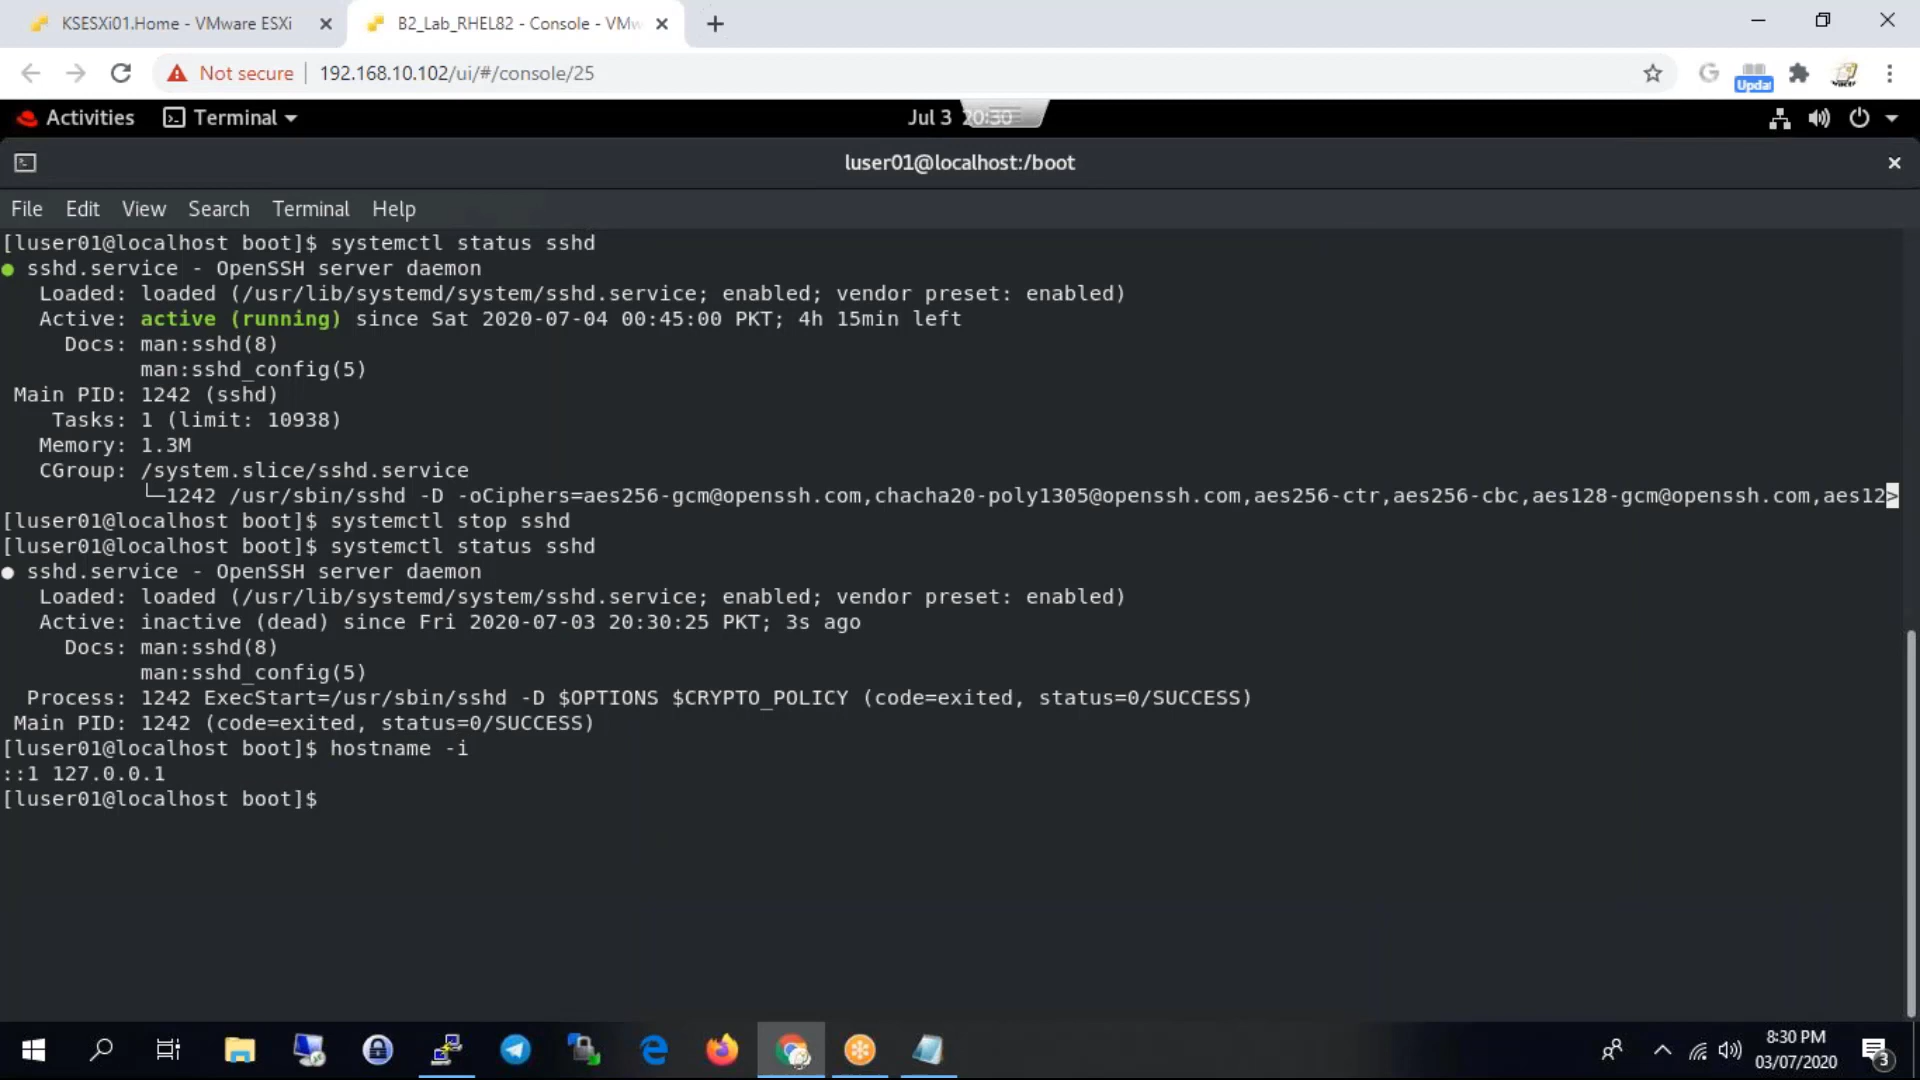 KSESXi01.Home - VMware ESXi
B2_Lab_RHEL82 - Console - VMw
Not secure
192.168.10.102/ui/#/console/25
Updat
Activities
Terminal
Jul 3 20:30
luser01@localhost:/boot
File Edit View Search Terminal Help
[luser01@localhost boot]$ systemctl status sshd
● sshd.service - OpenSSH server daemon
Loaded: loaded (/usr/lib/systemd/system/sshd.service; enabled; vendor preset: enabled)
Active: active (running) since Sat 2020-07-04 00:45:00 PKT; 4h 15min left
Docs: man:sshd(8)
man:sshd_config(5)
Main PID: 1242 (sshd)
Tasks: 1 (limit: 10938)
Memory: 1.3M
CGroup: /system.slice/sshd.service
└─1242 /usr/sbin/sshd -D -oCiphers=aes256-gcm@openssh.com,chacha20-poly1305@openssh.com,aes256-ctr,aes256-cbc,aes128-gcm@openssh.com,aes12>
[luser01@localhost boot]$ systemctl stop sshd
[luser01@localhost boot]$ systemctl status sshd
● sshd.service - OpenSSH server daemon
Loaded: loaded (/usr/lib/systemd/system/sshd.service; enabled; vendor preset: enabled)
Active: inactive (dead) since Fri 2020-07-03 20:30:25 PKT; 3s ago
Docs: man:sshd(8)
man:sshd_config(5)
Process: 1242 ExecStart=/usr/sbin/sshd -D $OPTIONS $CRYPTO_POLICY (code=exited, status=0/SUCCESS)
Main PID: 1242 (code=exited, status=0/SUCCESS)
[luser01@localhost boot]$ hostname -i
::1 127.0.0.1
[luser01@localhost boot]$
8:30 PM
03/07/2020
3